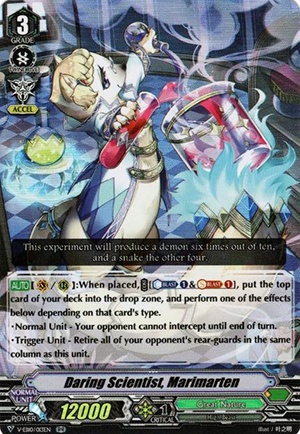 3
GRADE
TWIN DRIVE!!
ACCEL
This experiment will produce a demon six times out of ten,
and a snake the other four.
AUTO [ / ]:When placed, [BLAST 1 & BLAST 1], put the top
card of your deck into the drop zone, and perform one of the effects
below depending on that card's type.
·Normal Unit - Your opponent cannot intercept until end of turn.
·Trigger Unit - Retire all of your opponent's rear-guards in the
same column as this unit.
NORMAL UNIT
Daring Scientist, Marimarten
POWER 12000 1 CRITICAL
Great Nature
V-EB10/013EN RR